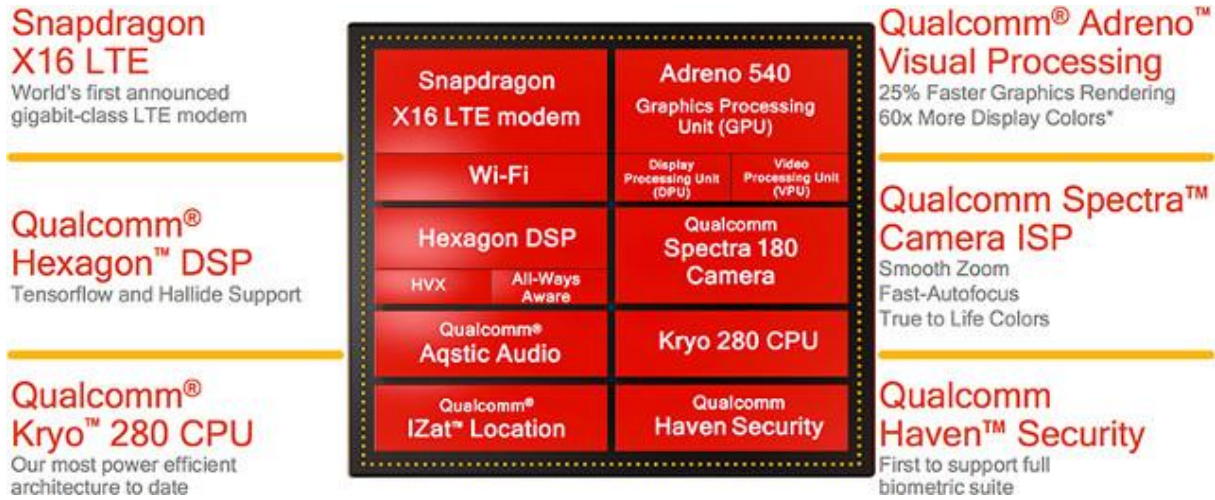 Snapdragon
X16 LTE
World's first announced
gigabit-class LTE modem
Qualcomm®
Hexagon™ DSP
Tensorflow and Hallide Support
Qualcomm®
Kryo™ 280 CPU
Our most power efficient
architecture to date
Snapdragon
X16 LTE modem
Wi-Fi
Adreno 540
Graphics Processing
Unit (GPU)
Display
Processing Unit
(DPU)
Video
Processing Unit
(VPU)
Hexagon DSP
HVX
All-Ways
Aware
Qualcomm
Spectra 180
Camera
Qualcomm®
Aqstic Audio
Kryo 280 CPU
Qualcomm®
IZat™ Location
Qualcomm
Haven Security
Qualcomm® Adreno™
Visual Processing
25% Faster Graphics Rendering
60x More Display Colors*
Qualcomm Spectra™
Camera ISP
Smooth Zoom
Fast-Autofocus
True to Life Colors
Qualcomm
Haven™ Security
First to support full
biometric suite